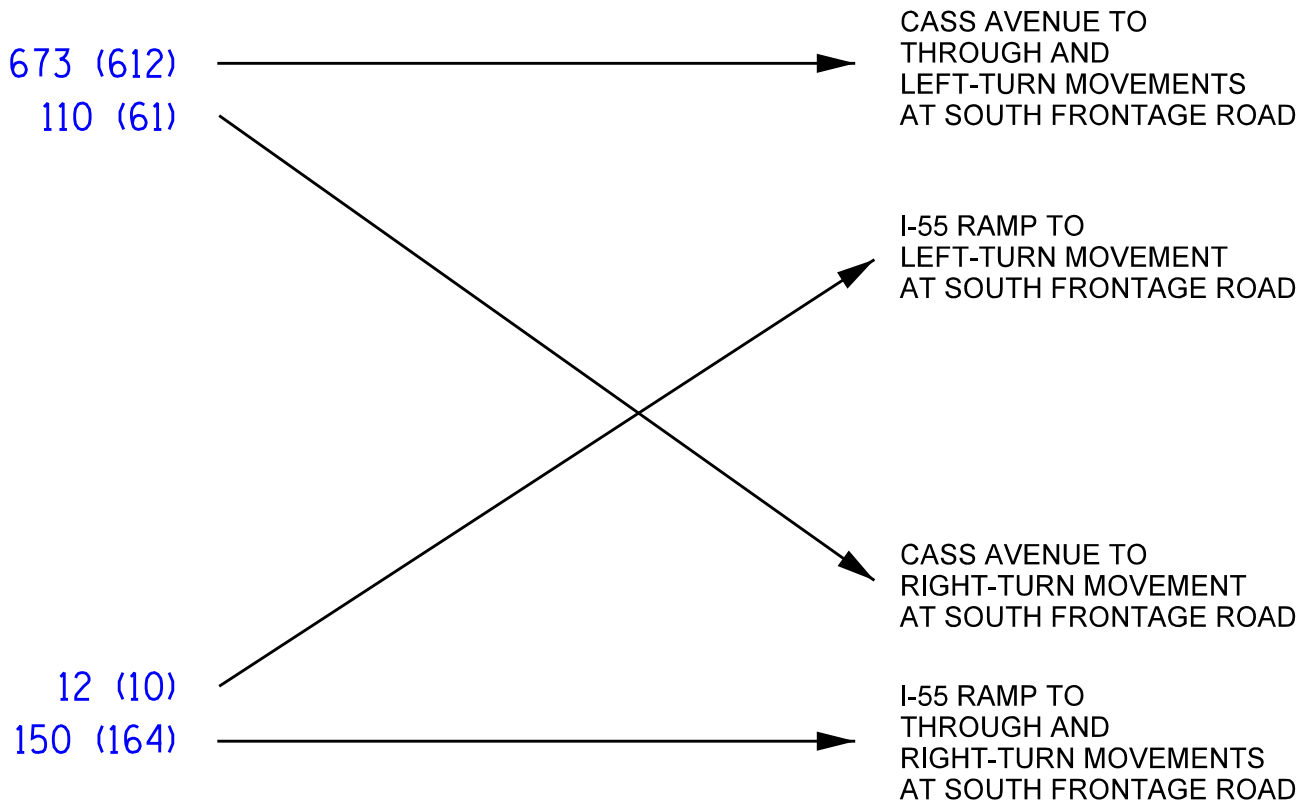 673 (612)
110 (61)
CASS AVENUE TO
THROUGH AND
LEFT-TURN MOVEMENTS
AT SOUTH FRONTAGE ROAD
I-55 RAMP TO
LEFT-TURN MOVEMENT
AT SOUTH FRONTAGE ROAD
CASS AVENUE TO
RIGHT-TURN MOVEMENT
AT SOUTH FRONTAGE ROAD
12 (10)
150 (164)
I-55 RAMP TO
THROUGH AND
RIGHT-TURN MOVEMENTS
AT SOUTH FRONTAGE ROAD